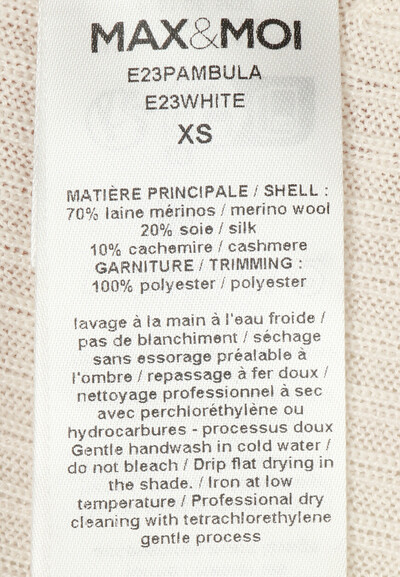 MAX&MOI
E23PAMBULA
E23WHITE
XS
MATIÈRE PRINCIPALE / SHELL :
70% laine mérinos / merino wool
20% soie / silk
10% cachemire / cashmere
GARNITURE / TRIMMING :
100% polyester / polyester
lavage à la main à l'eau froide /
pas de blanchiment / séchage
sans essorage préalable à
l'ombre / repassage à fer doux /
nettoyage professionnel à sec
avec perchloréthylène ou
hydrocarbures - processus doux
Gentle handwash in cold water /
do not bleach / Drip flat drying in
the shade. / Iron at low
temperature / Professional dry
cleaning with tetrachlorethylene
gentle process